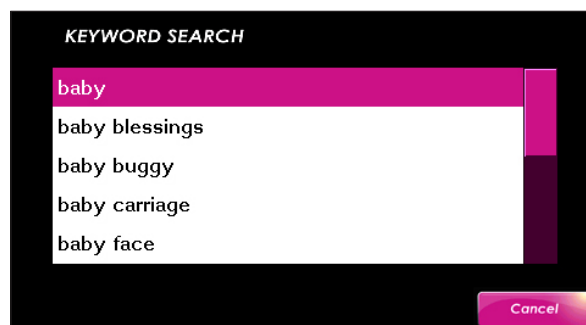 KEYWORD SEARCH
baby
baby blessings
baby buggy
baby carriage
baby face
Cancel